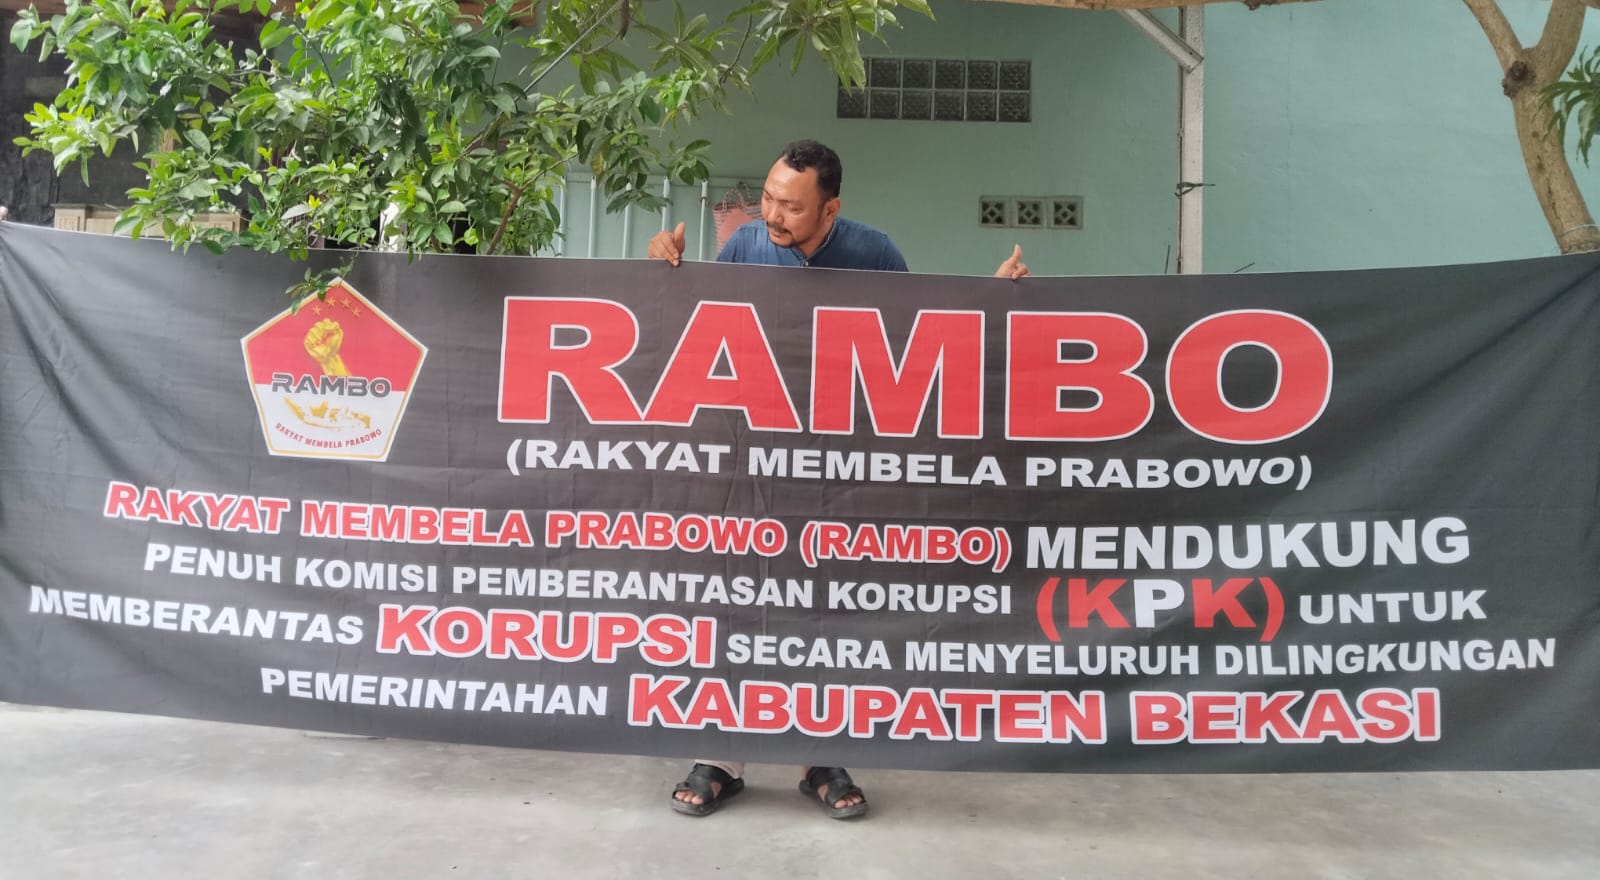 RAMBO
RAKYAT MEMBELA PRABOWO
RAMBO
(RAKYAT MEMBELA PRABOWO)
RAKYAT MEMBELA PRABOWO (RAMBO) MENDUKUNG
PENUH KOMISI PEMBERANTASAN KORUPSI (KPK) UNTUK
MEMBERANTAS KORUPSI SECARA MENYELURUH DILINGKUNGAN
PEMERINTAHAN KABUPATEN BEKASI